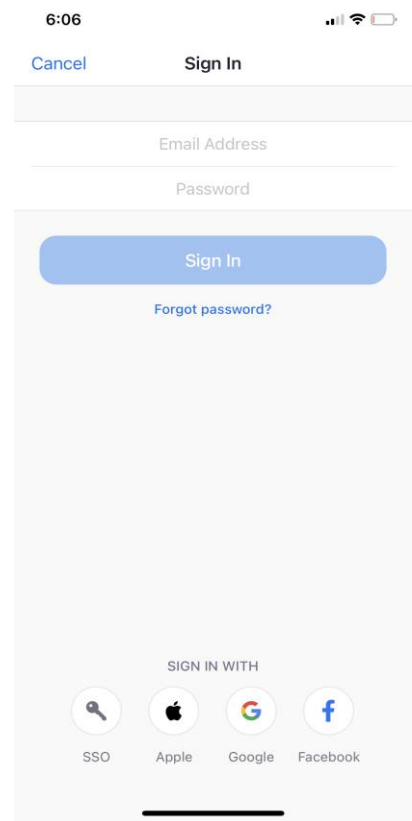 6:06
Cancel Sign In
Email Address
Password
Sign In
Forgot password?
SIGN IN WITH
SSO Apple Google Facebook